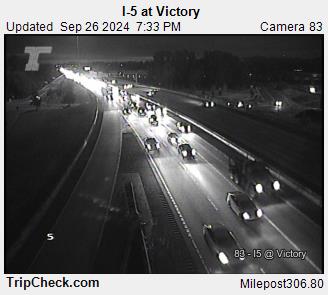 I-5 at Victory
Updated Sep 26 2024 7:33 PM Camera 83
T
S
83 - I5 @ Victory
TripCheck.com Milepost306.80